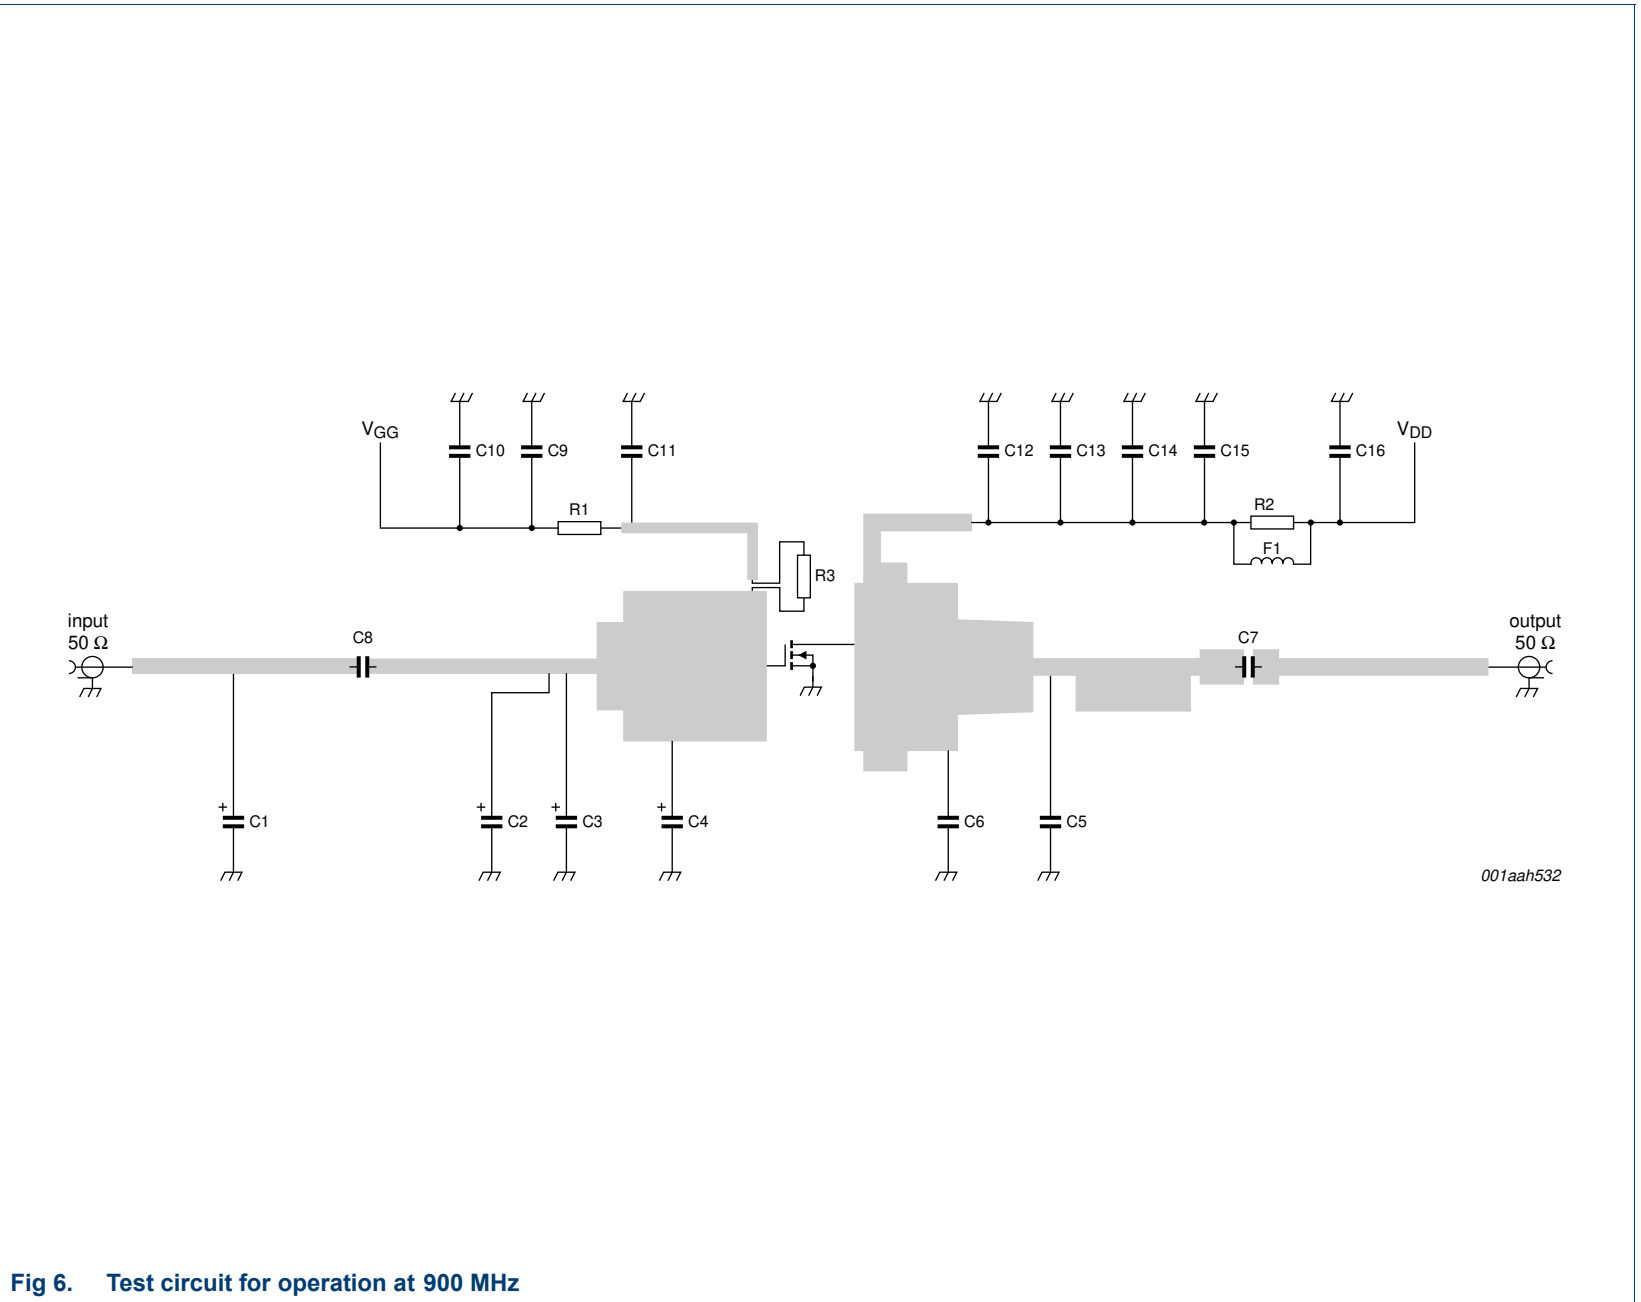 VGG
C10
C9
C11
C12
C13
C14
C15
C16
VDD
R1
R2
F1
R3
input
50 Ω
C8
C7
output
50 Ω
+
C1
+
C2
+
C3
+
C4
C6
C5
001aah532
Fig 6. Test circuit for operation at 900 MHz